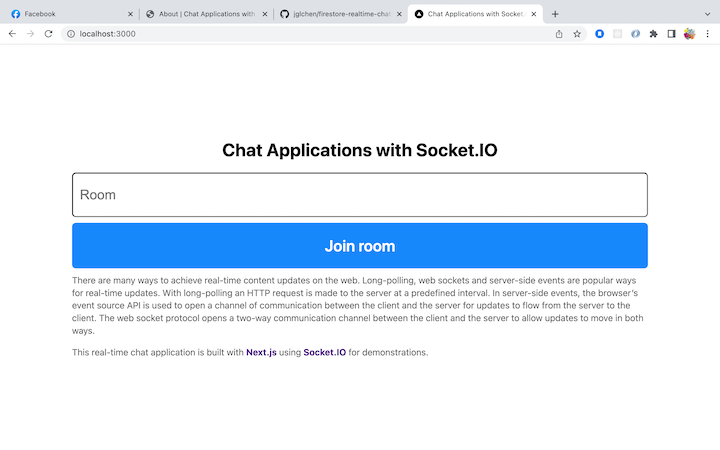 Facebook
About | Chat Applications with
jglchen/firestore-realtime-chat
Chat Applications with Socket.
localhost:3000
Chat Applications with Socket.IO
Room
Join room
There are many ways to achieve real-time content updates on the web. Long-polling, web sockets and server-side events are popular ways
for real-time updates. With long-polling an HTTP request is made to the server at a predefined interval. In server-side events, the browser's
event source API is used to open a channel of communication between the client and the server for updates to flow from the server to the
client. The web socket protocol opens a two-way communication channel between the client and the server to allow updates to move in both
ways.
This real-time chat application is built with Next.js using Socket.IO for demonstrations.